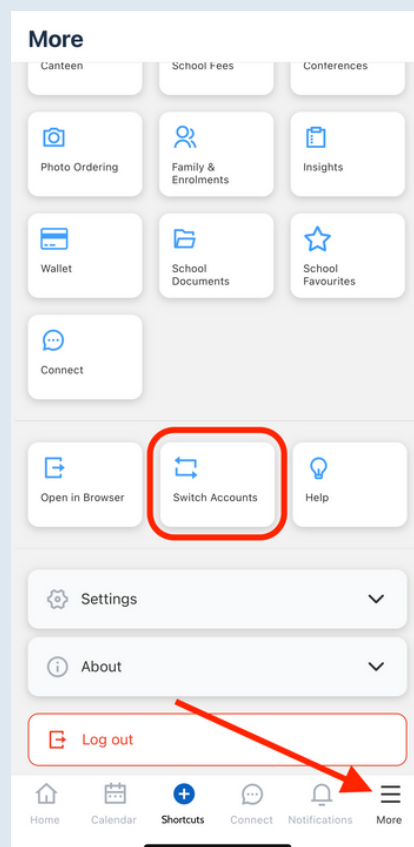 More
Canteen
School Fees
Conferences
Photo Ordering
Family &
Enrolments
Insights
Wallet
School
Documents
School
Favourites
Connect
Open in Browser
Switch Accounts
Help
Settings
About
Log out
Home
Calendar
Shortcuts
Connect
Notifications
More